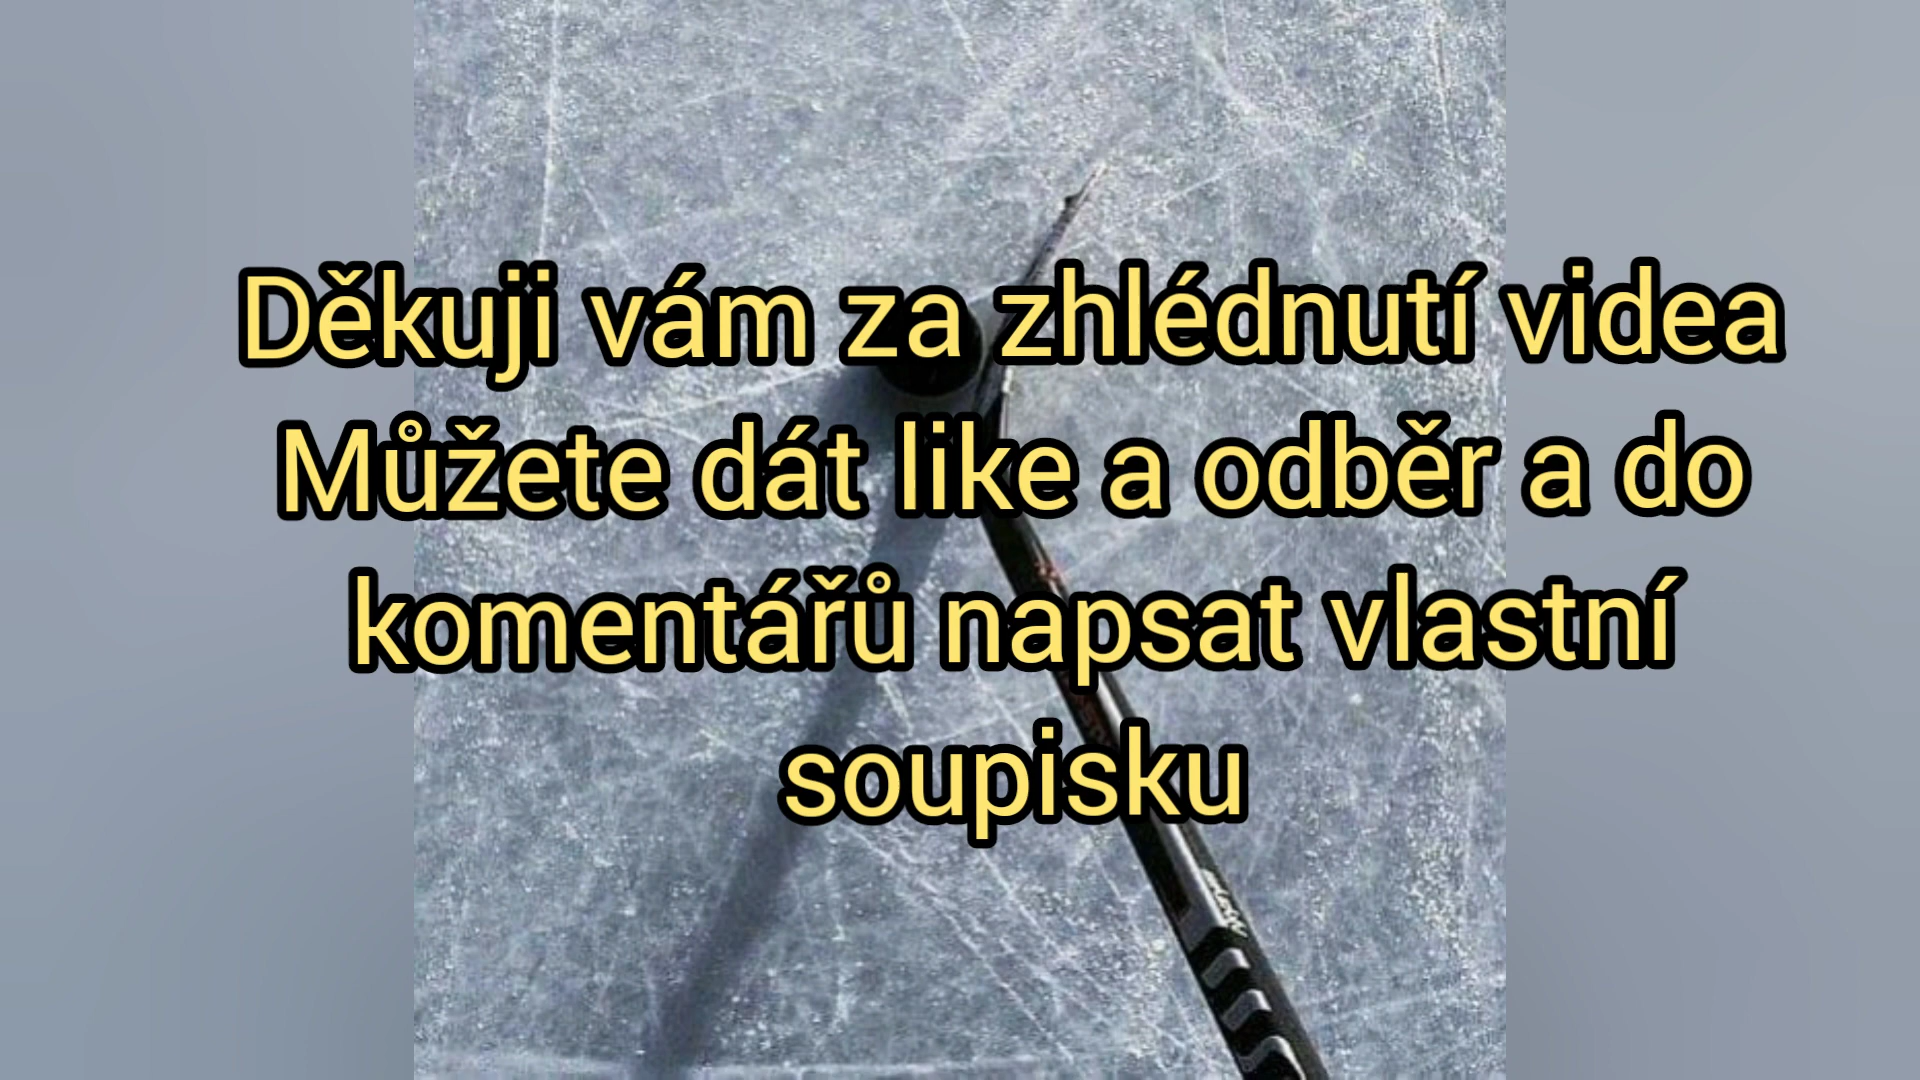 Děkuji vám za zhlédnutí videa
Můžete dát like a odběr a do
komentářů napsat vlastní
soupisku